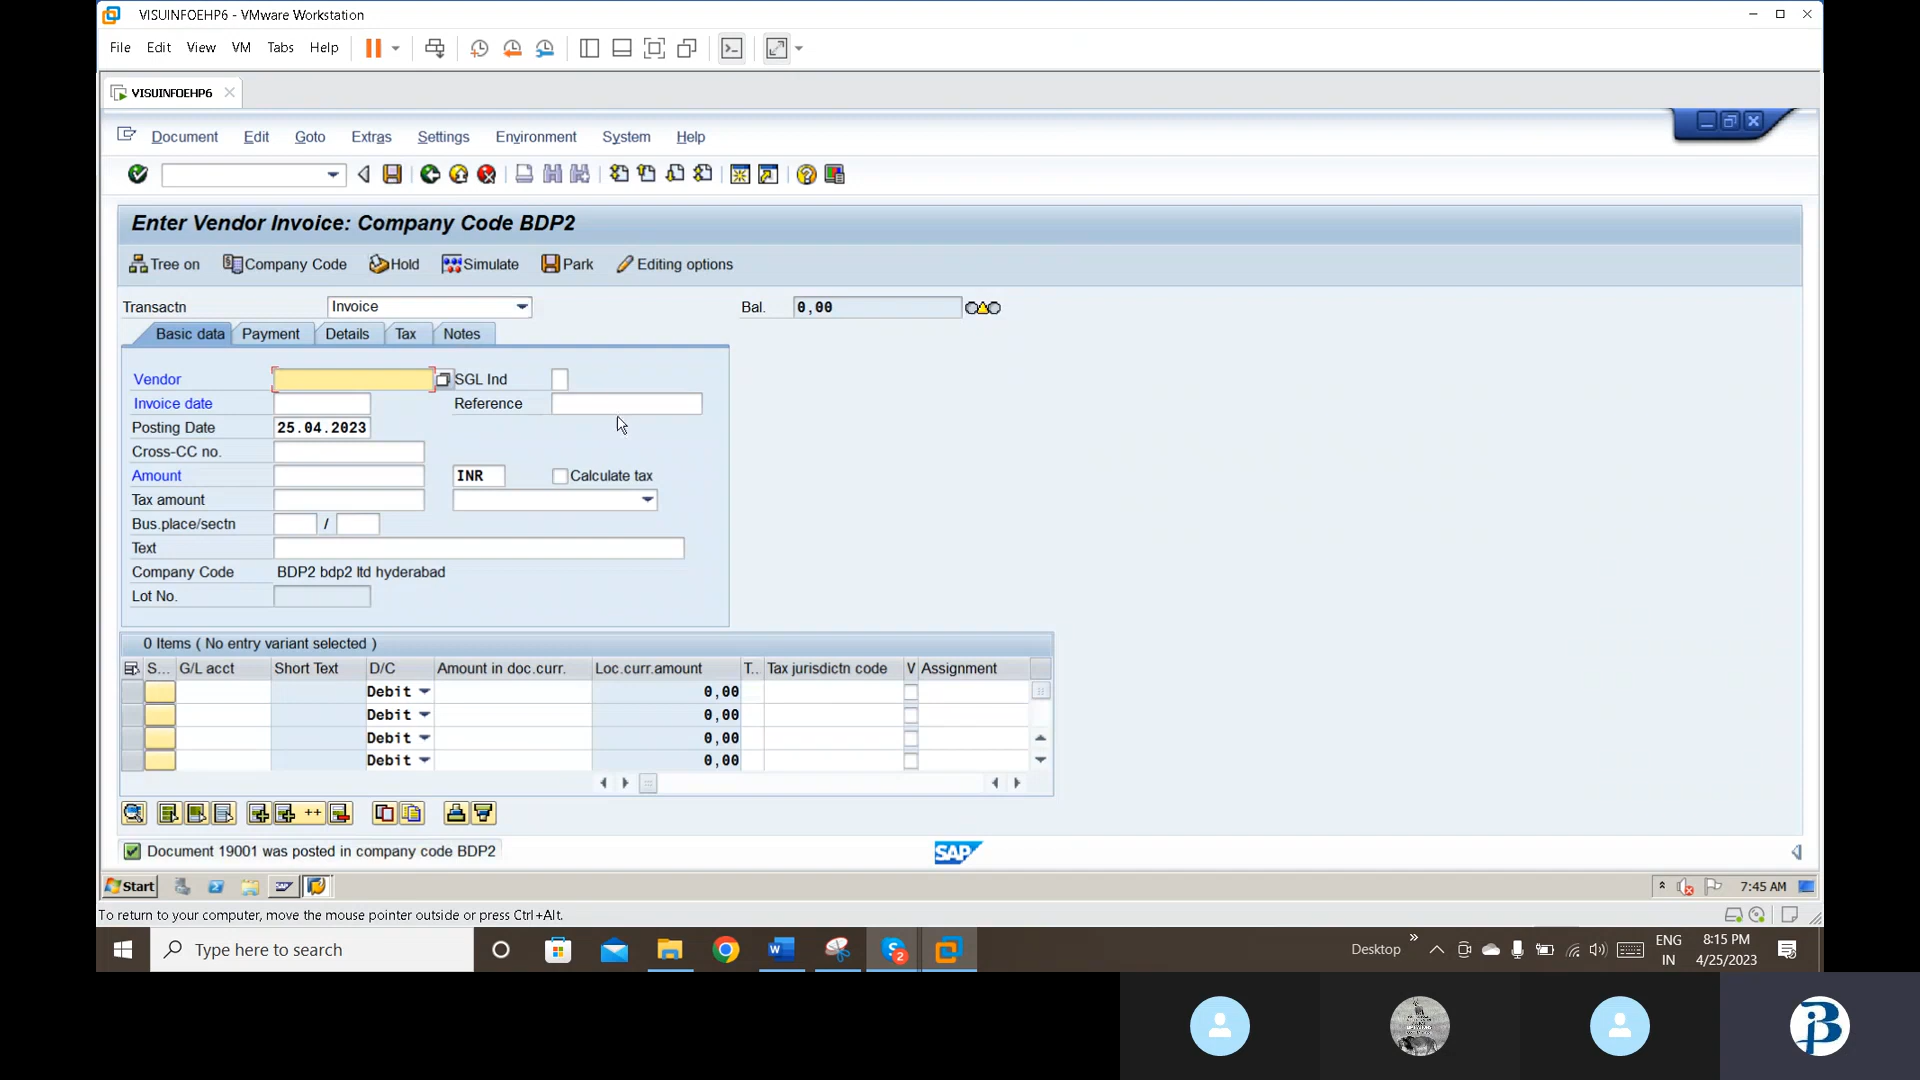 VISUINFOEHP6 - VMware Workstation
File Edit View VM Tabs Help
VISUINFOEHP6
Document Edit Goto Extras Settings Environment System Help
Enter Vendor Invoice: Company Code BDP2
Tree on Company Code Hold Simulate Park Editing options
Transactn Invoice Bal. 0,00
Basic data Payment Details Tax Notes
Vendor SGL Ind
Invoice date Reference
Posting Date 25.04.2023
Cross-CC no.
Amount INR Calculate tax
Tax amount
Bus.place/sectn /
Text
Company Code BDP2 bdp2 ltd hyderabad
Lot No.
0 Items ( No entry variant selected )
S... G/L acct Short Text D/C Amount in doc.curr. Loc.curr.amount T.. Tax jurisdictn code V Assignment
Debit 0,00
Debit 0,00
Debit 0,00
Debit 0,00
Document 19001 was posted in company code BDP2
SAP
Start 7:45 AM
To return to your computer, move the mouse pointer outside or press Ctrl+Alt.
Type here to search Desktop ENG 8:15 PM
IN 4/25/2023